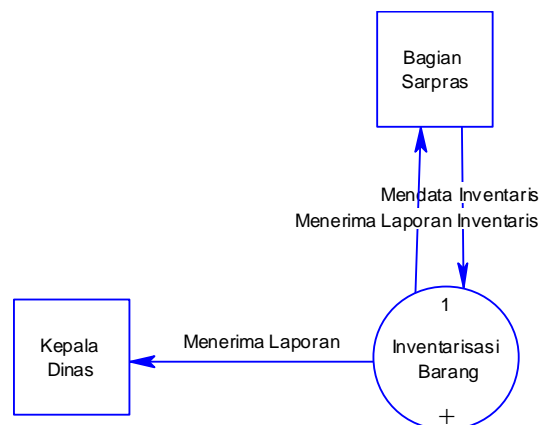 Bagian
Sarpras
Mendata Inventaris
Menerima Laporan Inventaris
1
Inventarisasi
Barang
+
Menerima Laporan
Kepala
Dinas